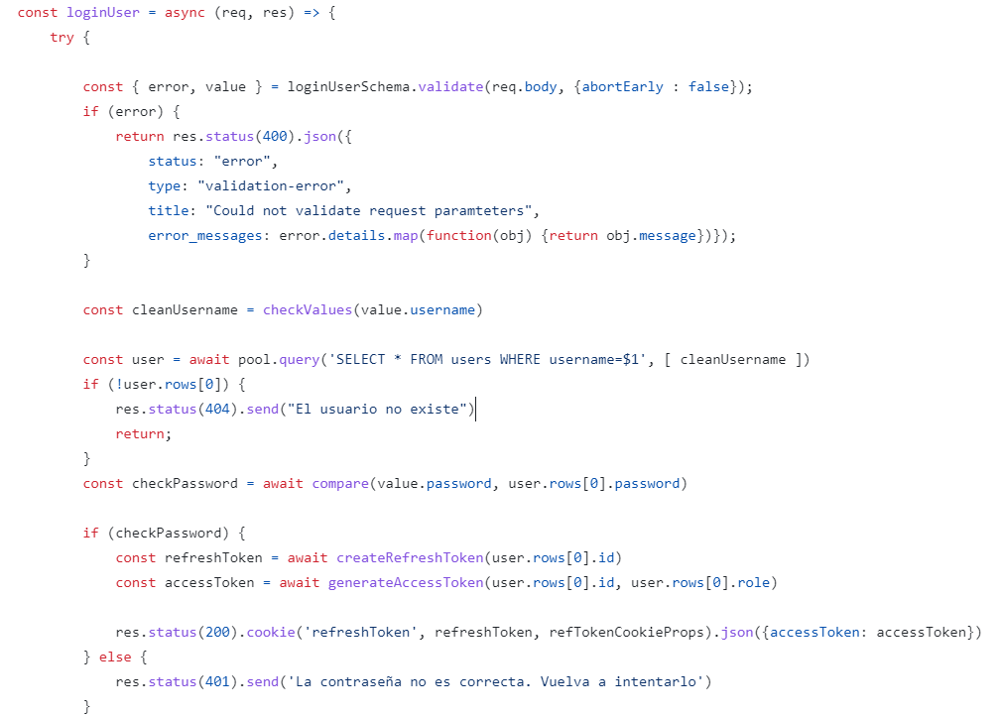 const loginUser = async (req, res) => {
    try {

        const { error, value } = loginUserSchema.validate(req.body, {abortEarly : false});
        if (error) {
            return res.status(400).json({
                status: "error",
                type: "validation-error",
                title: "Could not validate request paramteters",
                error_messages: error.details.map(function(obj) {return obj.message})});
        }

        const cleanUsername = checkValues(value.username)

        const user = await pool.query('SELECT * FROM users WHERE username=$1', [ cleanUsername ])
        if (!user.rows[0]) {
            res.status(404).send("El usuario no existe")
            return;
        }
        const checkPassword = await compare(value.password, user.rows[0].password)

        if (checkPassword) {
            const refreshToken = await createRefreshToken(user.rows[0].id)
            const accessToken = await generateAccessToken(user.rows[0].id, user.rows[0].role)

            res.status(200).cookie('refreshToken', refreshToken, refTokenCookieProps).json({accessToken: accessToken})
        } else {
            res.status(401).send('La contraseña no es correcta. Vuelva a intentarlo')
        }